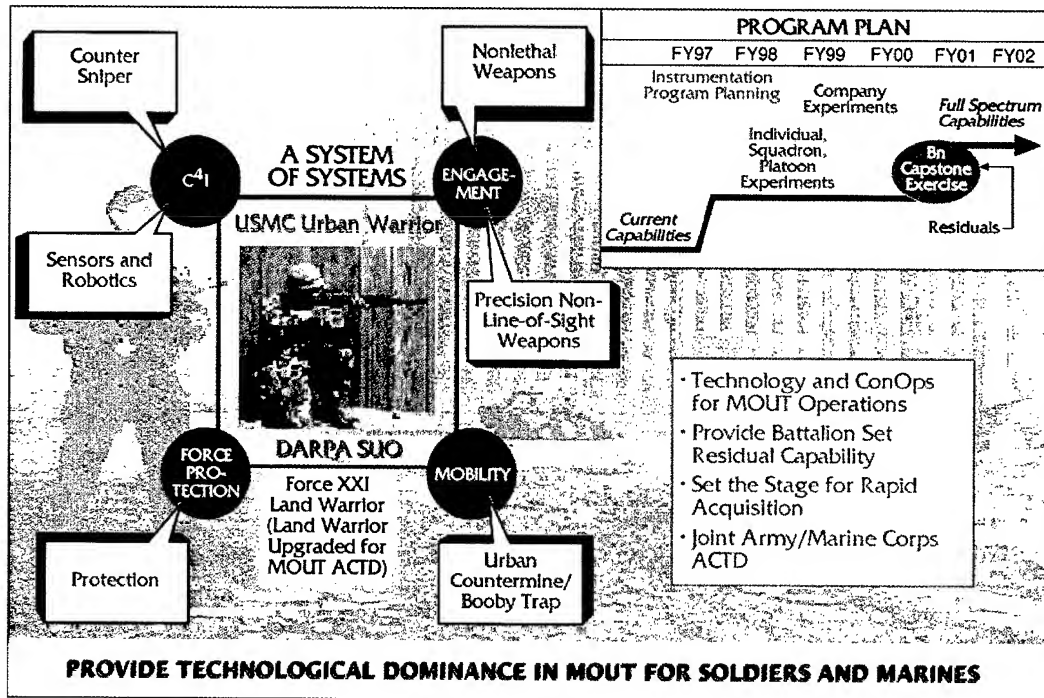 Counter
Sniper
C4I
Sensors and
Robotics
A SYSTEM
OF SYSTEMS
USMC Urban Warrior
Nonlethal
Weapons
ENGAGE-
MENT
Precision Non-
Line-of-Sight
Weapons
FORCE
PRO-
TECTION
Protection
DARPA SUO
Force XXI
Land Warrior
(Land Warrior
Upgraded for
MOUT ACTD)
MOBILITY
Urban
Countermine/
Booby Trap
PROGRAM PLAN
FY97 FY98 FY99 FY00 FY01 FY02
Instrumentation
Program Planning
Company
Experiments
Individual,
Squadron,
Platoon
Experiments
Full Spectrum
Capabilities
Bn
Capstone
Exercise
Current
Capabilities
Residuals
· Technology and ConOps
for MOUT Operations
· Provide Battalion Set
Residual Capability
· Set the Stage for Rapid
Acquisition
· Joint Army/Marine Corps
ACTD
PROVIDE TECHNOLOGICAL DOMINANCE IN MOUT FOR SOLDIERS AND MARINES